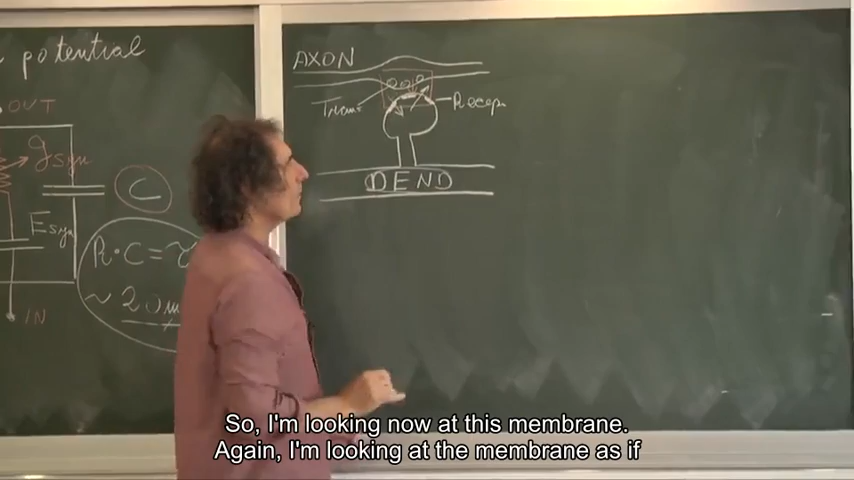 potential
OUT
gsyn
C
Esyn
R·C=τ
~20m
IN
AXON
Recep
DEND
So, I'm looking now at this membrane.
Again, I'm looking at the membrane as if